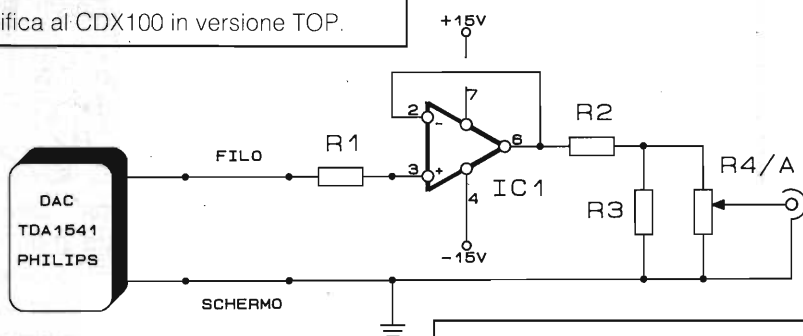 ifica al CDX100 in versione TOP.
+15V
7
2
-
R2
6
FILO
R1
R4/A
3
+
IC1
DAC
TDA1541
PHILIPS
4
R3
-15V
SCHERMO